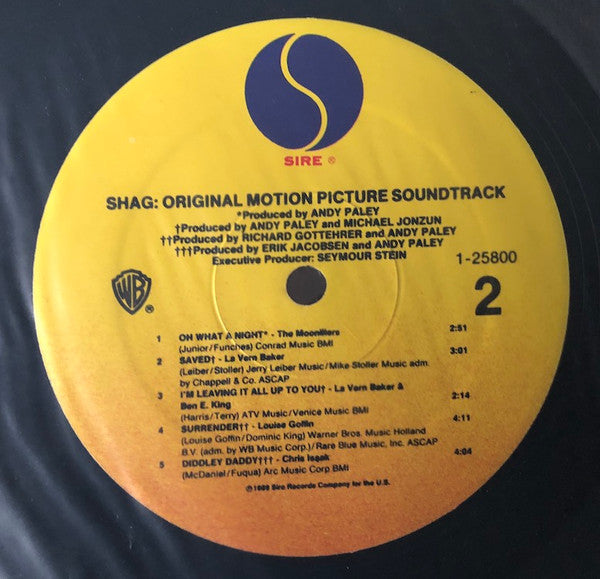 SIRE ®
SHAG: ORIGINAL MOTION PICTURE SOUNDTRACK
*Produced by ANDY PALEY
†Produced by ANDY PALEY and MICHAEL JONZUN
††Produced by RICHARD GOTTEHRER and ANDY PALEY
†††Produced by ERIK JACOBSEN and ANDY PALEY
Executive Producer: SEYMOUR STEIN
1-25800
WB ®
2
1 OH WHAT A NIGHT* - The Moonlifters 2:51
(Junior/Funches) Conrad Music BMI
2 SAVED† - La Vern Baker 3:01
(Leiber/Stoller) Jerry Leiber Music/Mike Stoller Music adm.
by Chappell & Co. ASCAP
3 I'M LEAVING IT ALL UP TO YOU† - La Vern Baker &
Ben E. King 2:14
(Harris/Terry) ATV Music/Venice Music BMI
4 SURRENDER†† - Louise Goffin 4:11
(Louise Goffin/Dominic King) Warner Bros. Music Holland
B.V. (adm. by WB Music Corp.)/Rare Blue Music, Inc. ASCAP
5 DIDDLEY DADDY††† - Chris Isaak 4:04
(McDaniel/Fuqua) Arc Music Corp BMI
℗1989 Sire Records Company for the U.S.